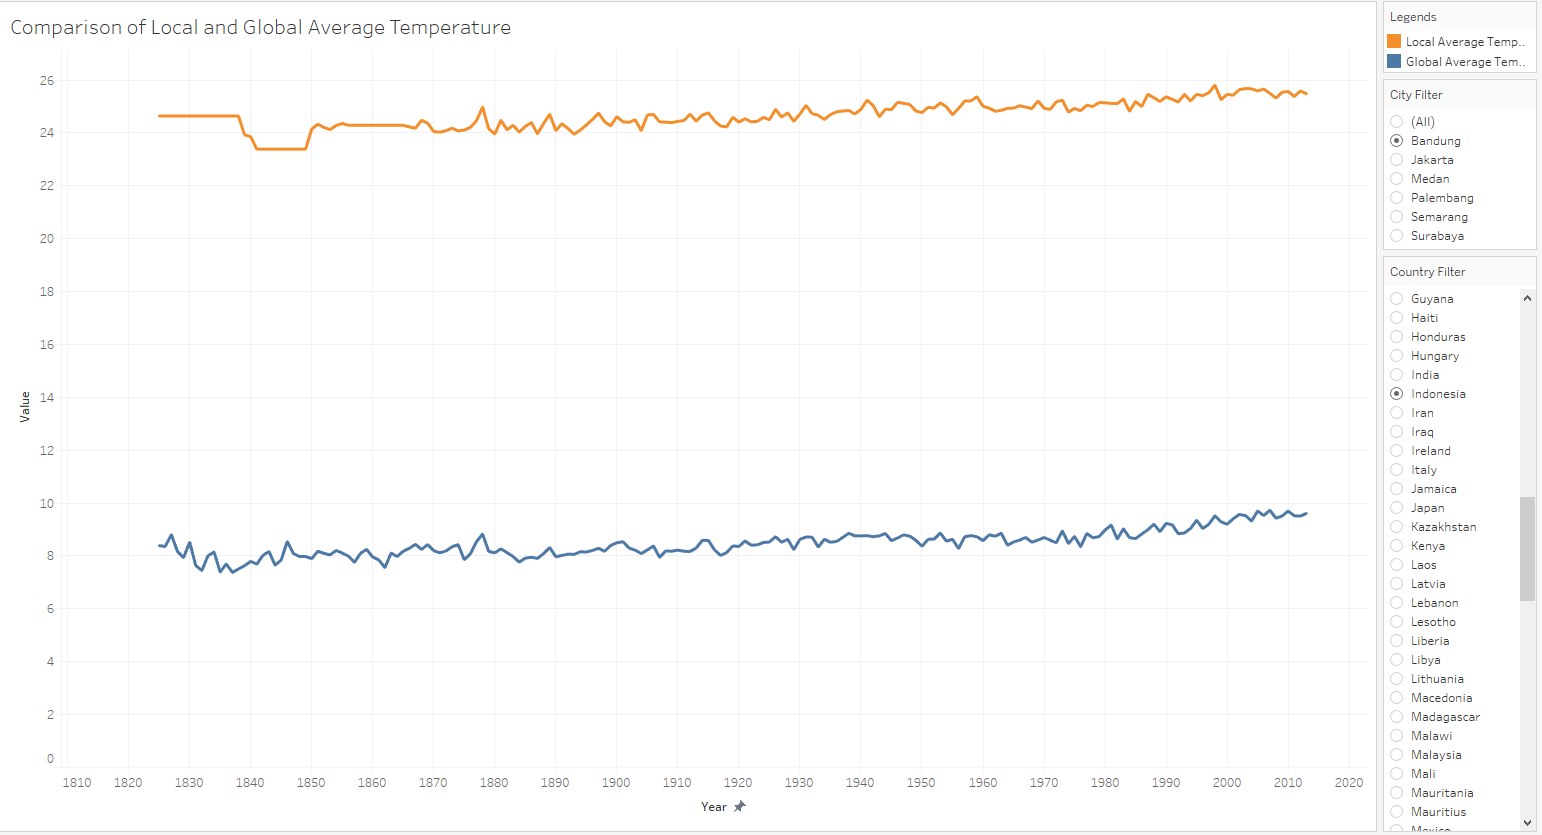 Comparison of Local and Global Average Temperature
Value
26
24
22
20
18
16
14
12
10
8
6
4
2
0
1810 1820 1830 1840 1850 1860 1870 1880 1890 1900 1910 1920 1930 1940 1950 1960 1970 1980 1990 2000 2010 2020
Year
Legends
Local Average Temp..
Global Average Tem..
City Filter
(All)
Bandung
Jakarta
Medan
Palembang
Semarang
Surabaya
Country Filter
Guyana
Haiti
Honduras
Hungary
India
Indonesia
Iran
Iraq
Ireland
Italy
Jamaica
Japan
Kazakhstan
Kenya
Laos
Latvia
Lebanon
Lesotho
Liberia
Libya
Lithuania
Macedonia
Madagascar
Malawi
Malaysia
Mali
Mauritania
Mauritius